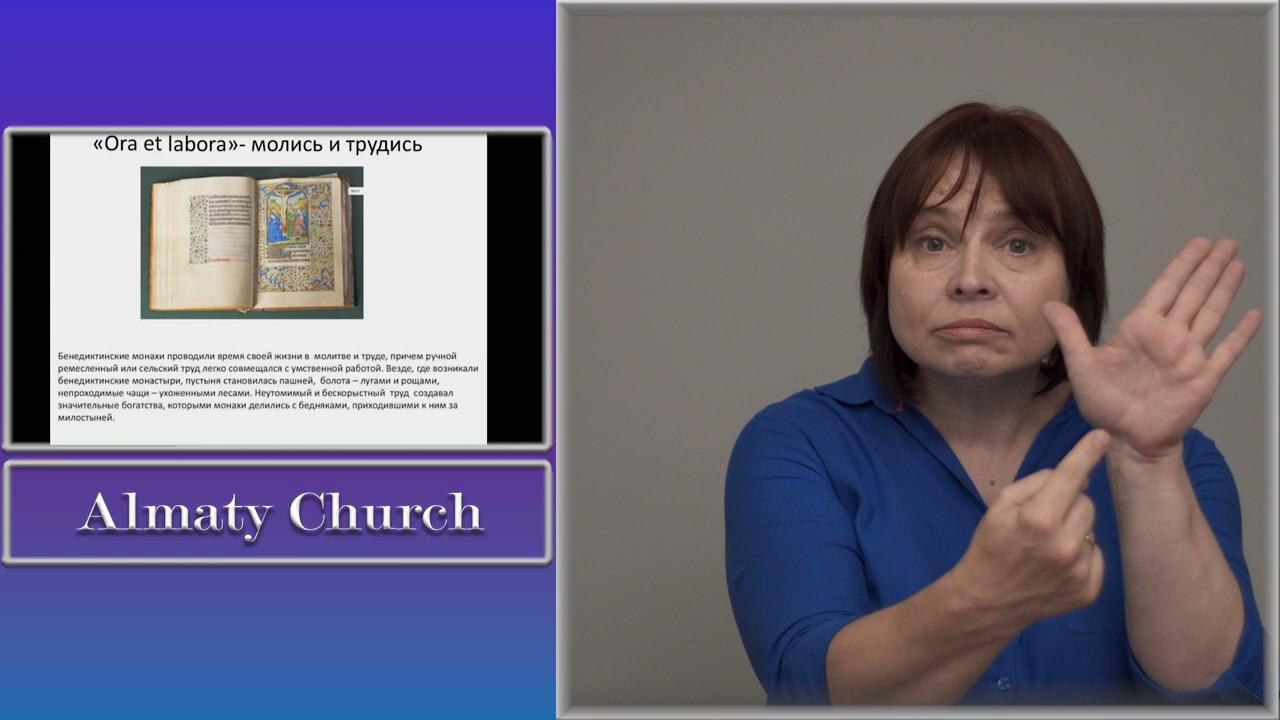 «Ora et labora»- молись и трудись
Бенедиктинские монахи проводили время своей жизни в молитве и труде, причем ручной
ремесленный или сельский труд легко совмещался с умственной работой. Везде, где возникали
бенедиктинские монастыри, пустыня становилась пашней, болота – лугами и рощами,
непроходимые чащи – ухоженными лесами. Неутомимый и бескорыстный труд создавал
значительные богатства, которыми монахи делились с бедняками, приходившими к ним за
милостыней.
Almaty Church